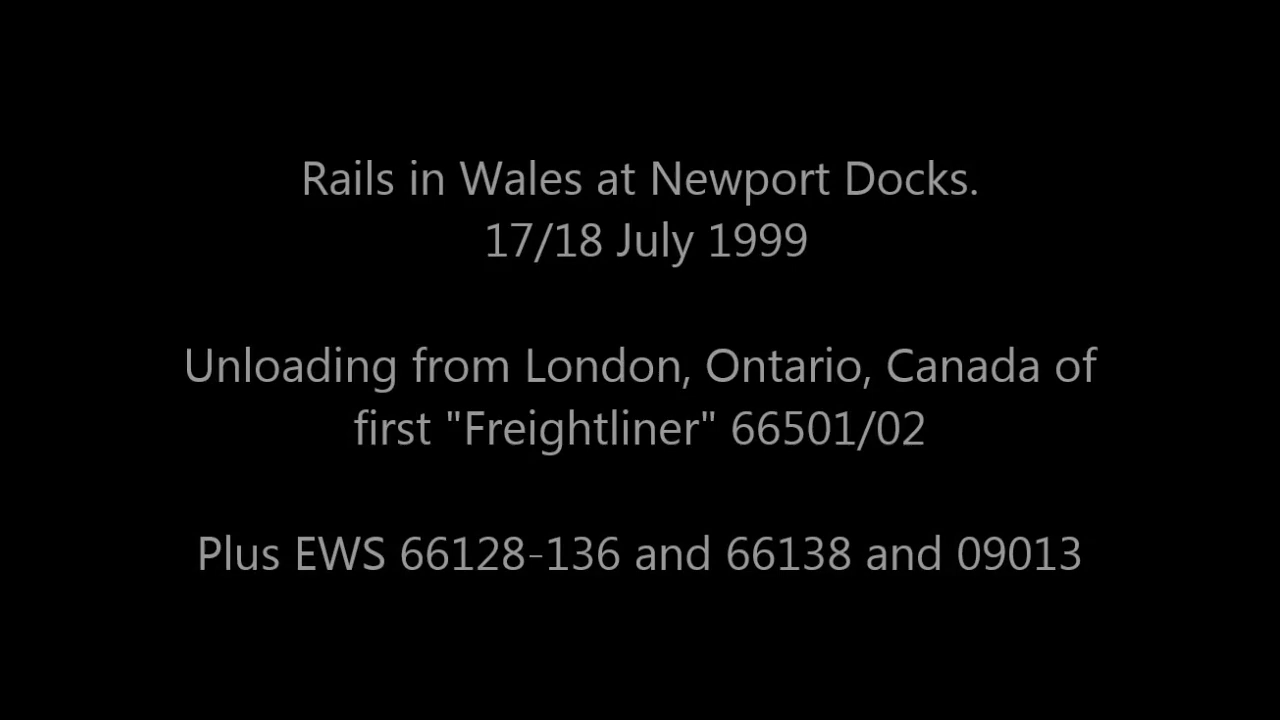 Rails in Wales at Newport Docks.
17/18 July 1999
Unloading from London, Ontario, Canada of
first "Freightliner" 66501/02
Plus EWS 66128-136 and 66138 and 09013